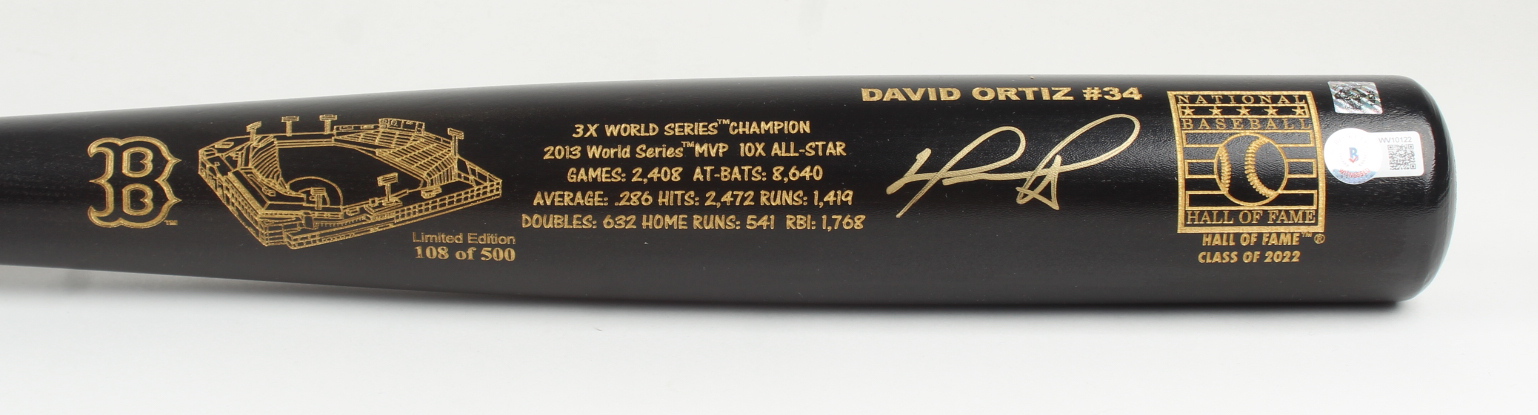 BB
Limited Edition
108 of 500
3X WORLD SERIES™ CHAMPION
2013 World Series™ MVP 10X ALL-STAR
GAMES: 2,408 AT-BATS: 8,640
AVERAGE: .286 HITS: 2,472 RUNS: 1,419
DOUBLES: 632 HOME RUNS: 541 RBI: 1,768
DAVID ORTIZ #34
NATIONAL
BASEBALL
HALL OF FAME
HALL OF FAME™®
CLASS OF 2022
B
WV10122